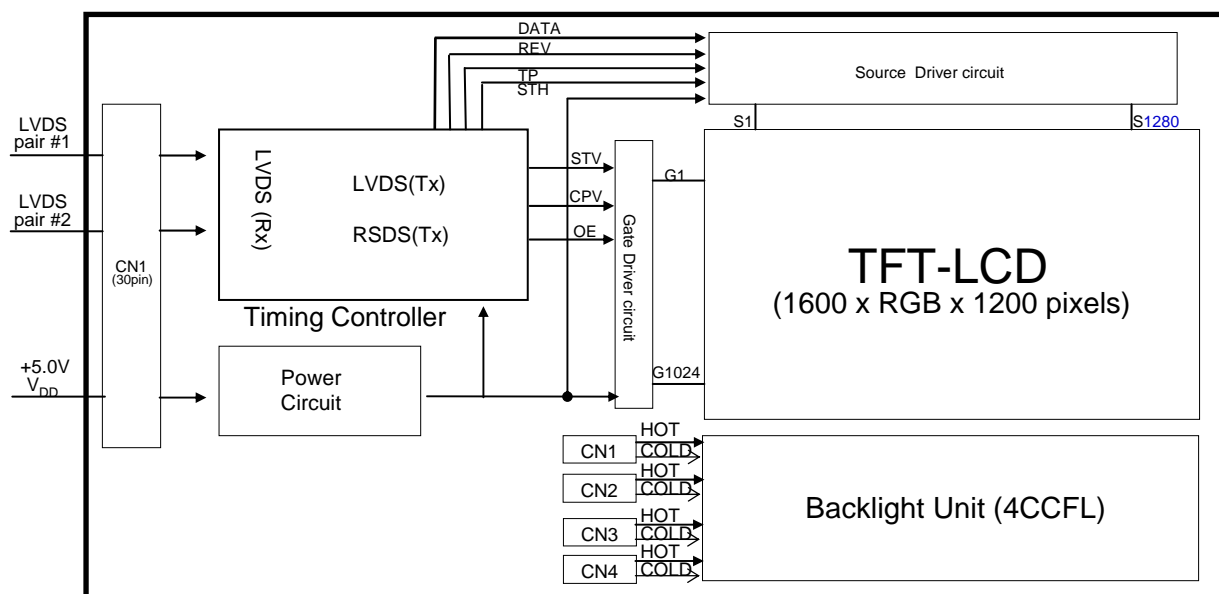 DATA
REV
TP
STH
Source Driver circuit
S1
S1280
LVDS
pair #1
LVDS
pair #2
CN1
(30pin)
LVDS (Rx)
LVDS(Tx)
RSDS(Tx)
Timing Controller
STV
CPV
OE
Gate Driver circuit
G1
G1024
TFT-LCD
(1600 x RGB x 1200 pixels)
+5.0V
VDD
Power
Circuit
CN1
HOT
COLD
CN2
HOT
COLD
CN3
HOT
COLD
CN4
HOT
COLD
Backlight Unit (4CCFL)